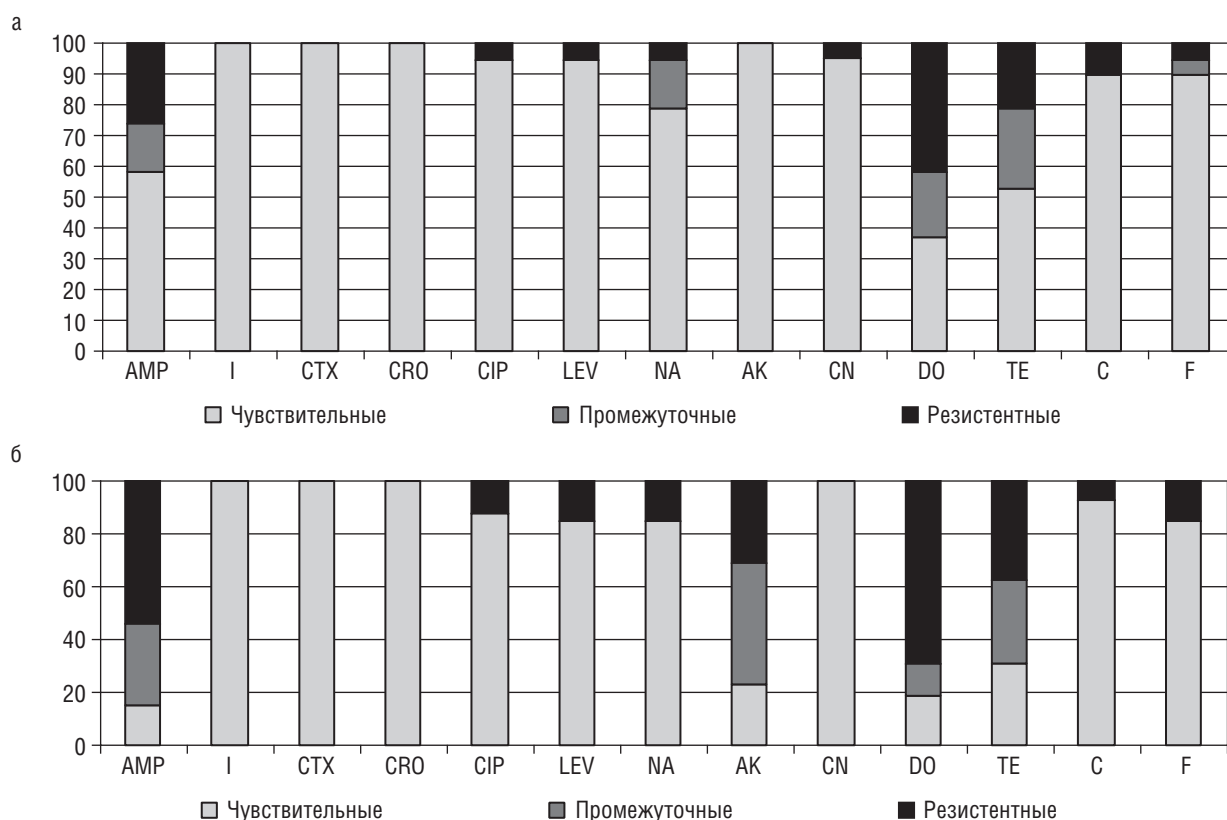 а
100
90
80
70
60
50
40
30
20
10
0
AMP I CTX CRO CIP LEV NA AK CN DO TE C F
Чувствительные Промежуточные Резистентные
б
100
80
60
40
20
0
AMP I CTX CRO CIP LEV NA AK CN DO TE C F
Чувствительные Промежуточные Резистентные